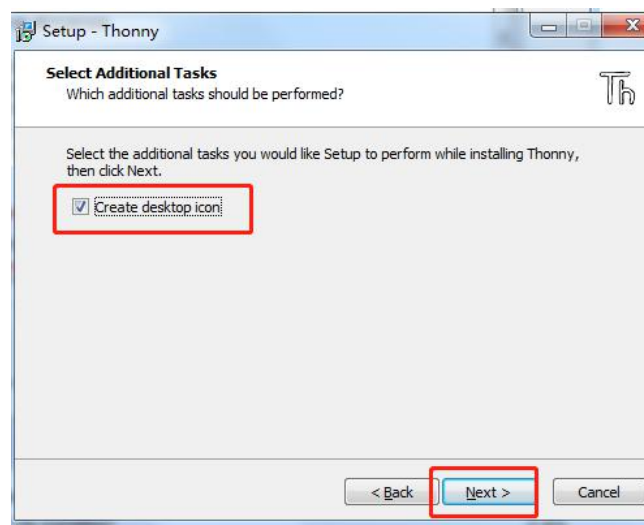 Setup - Thonny
Select Additional Tasks
Which additional tasks should be performed?
Th
Select the additional tasks you would like Setup to perform while installing Thonny,
then click Next.
Create desktop icon
< Back
Next >
Cancel